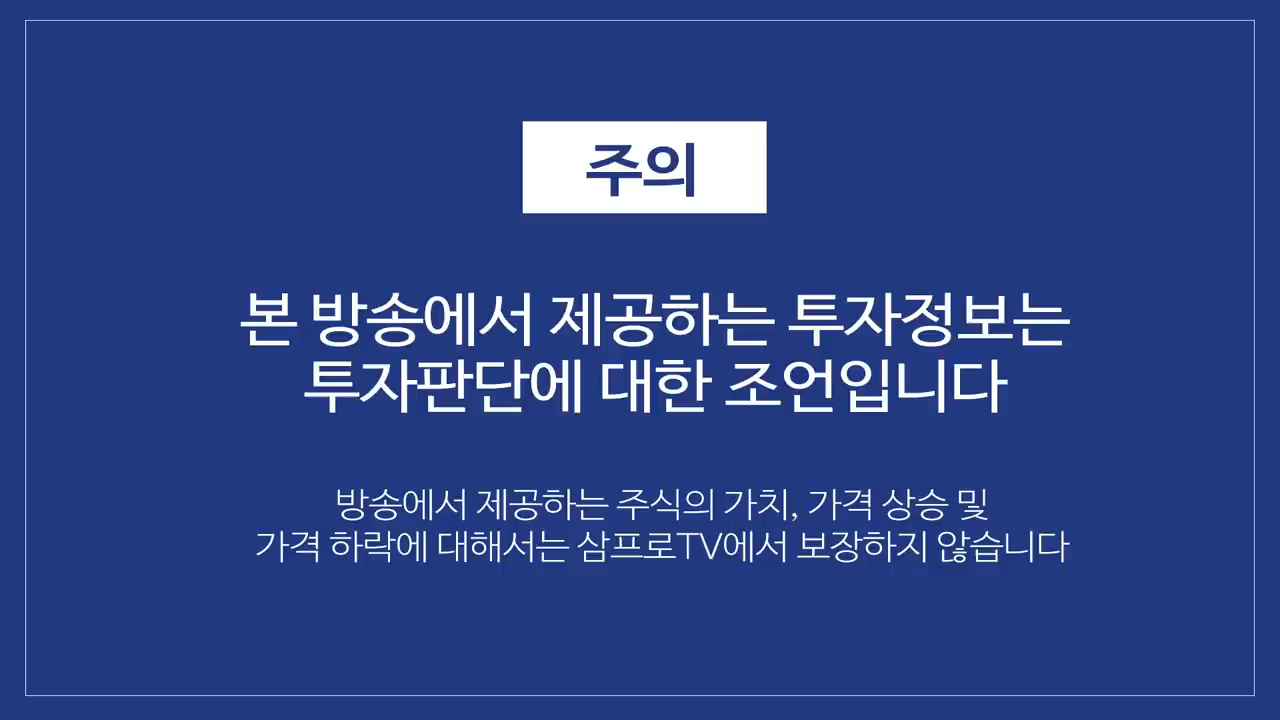 주의
본 방송에서 제공하는 투자정보는
투자판단에 대한 조언입니다
방송에서 제공하는 주식의 가치, 가격 상승 및
가격 하락에 대해서는 삼프로TV에서 보장하지 않습니다